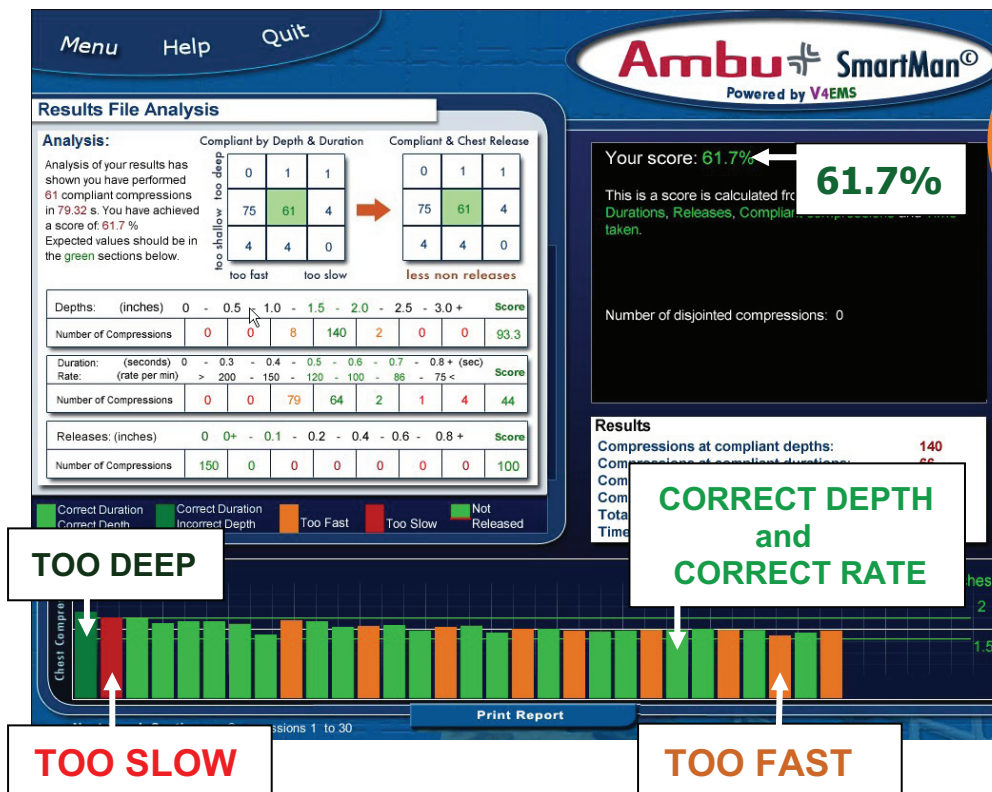 Menu Help Quit
Ambu SmartMan©
Powered by V4EMS
Results File Analysis
Analysis:
Analysis of your results has
shown you have performed
61 compliant compressions
in 79.32 s. You have achieved
a score of: 61.7 %
Expected values should be in
the green sections below.
Compliant by Depth & Duration
too deep
too shallow
0 1 1
75 61 4
4 4 0
too fast too slow
Compliant & Chest Release
0 1 1
75 61 4
4 4 0
less non releases
Depths: (inches) 0 - 0.5 - 1.0 - 1.5 - 2.0 - 2.5 - 3.0 + Score
Number of Compressions 0 0 8 140 2 0 0 93.3
Duration: (seconds) 0 - 0.3 - 0.4 - 0.5 - 0.6 - 0.7 - 0.8 + (sec)
Rate: (rate per min) > 200 - 150 - 120 - 100 - 86 - 75 < Score
Number of Compressions 0 0 79 64 2 1 4 44
Releases: (inches) 0 0+ - 0.1 - 0.2 - 0.4 - 0.6 - 0.8 + Score
Number of Compressions 150 0 0 0 0 0 0 100
Your score: 61.7%
61.7%
This is a score is calculated
Durations, Releases, Compliant compressions and
taken.
Number of disjointed compressions: 0
Results
Compressions at compliant depths: 140
Compressions at compliant durations: 66
Time
Correct Duration
Correct Depth
Correct Duration
Incorrect Depth
Too Fast
Too Slow
Not
Released
TOO DEEP
CORRECT DEPTH
and
CORRECT RATE
Chest
2
1.5
Print Report
1 to 30
TOO SLOW
TOO FAST